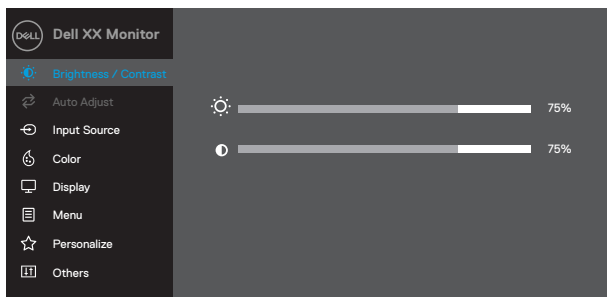 DELL Dell XX Monitor
Brightness / Contrast
Auto Adjust
75%
Input Source
Color
75%
Display
Menu
Personalize
Others